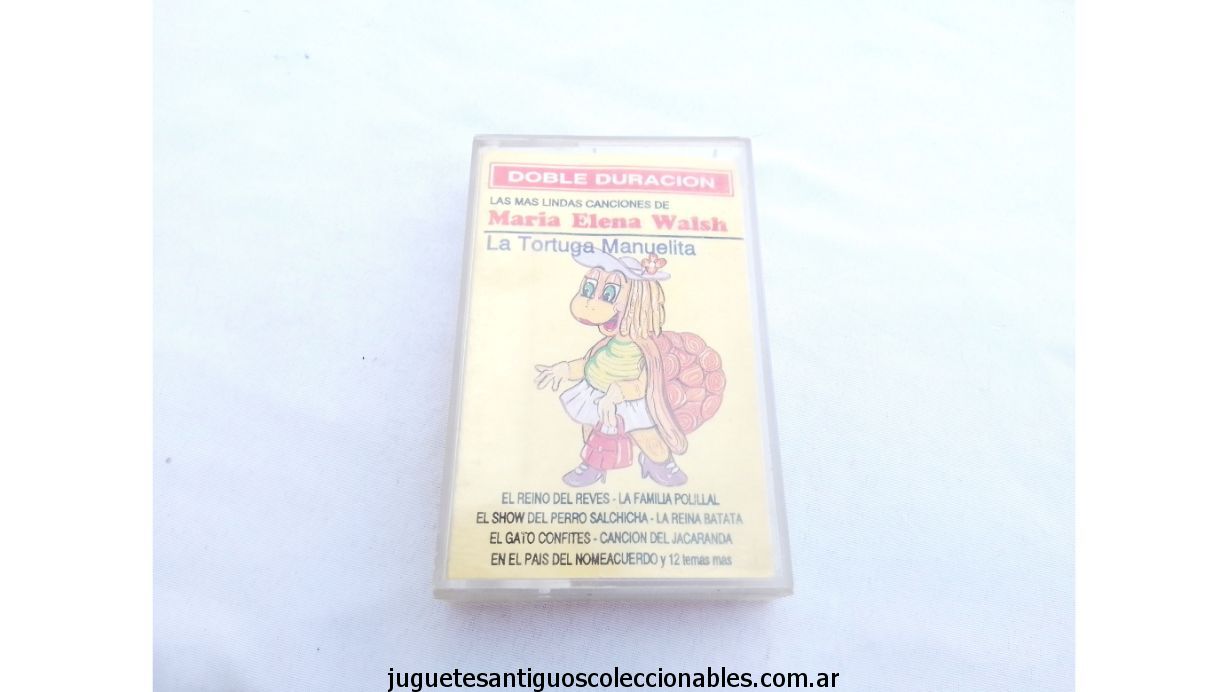 DOBLE DURACION
LAS MAS LINDAS CANCIONES DE
Maria Elena Walsh
La Tortuga Manuelita
EL REINO DEL REVES - LA FAMILIA POLILLAL
EL SHOW DEL PERRO SALCHICHA - LA REINA BATATA
EL GATO CONFITES - CANCION DEL JACARANDA
EN EL PAIS DEL NOMEACUERDO y 12 temas mas
juguetesantiguoscoleccionables.com.ar